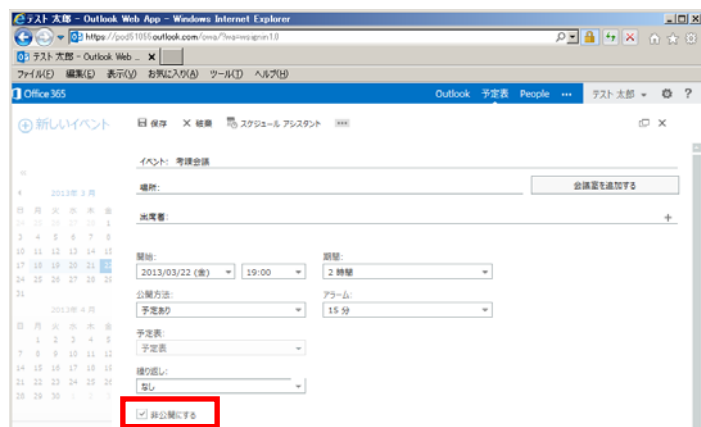 テスト 太郎 - Outlook Web App - Windows Internet Explorer
https://pod51055outlook.com/owa/?wa=wsignin1.0
テスト 太郎 - Outlook Web ...
ファイル(F) 編集(E) 表示(V) お気に入り(A) ツール(T) ヘルプ(H)
Office 365 Outlook 予定表 People ••• テスト 太郎 ?
新しいイベント 保存 破棄 スケジュール アシスタント •••
イベント: 考課会議
«
場所: 会議室を追加する
2013年 3 月
日 月 火 水 木 金
出席者: +
24 25 26 27 28 1
3 4 5 6 7 8
10 11 12 13 14 15
17 18 19 20 21 22
24 25 26 27 28 29
31
開始: 期間:
2013/03/22 (金) 19:00 2 時間
公開方法: アラーム:
予定あり 15 分
2013年 4 月
日 月 火 水 木 金
1 2 3 4 5
7 8 9 10 11 12
14 15 16 17 18 19
21 22 23 24 25 26
28 29 30 1 2 3
予定表:
予定表
繰り返し:
なし
非公開にする